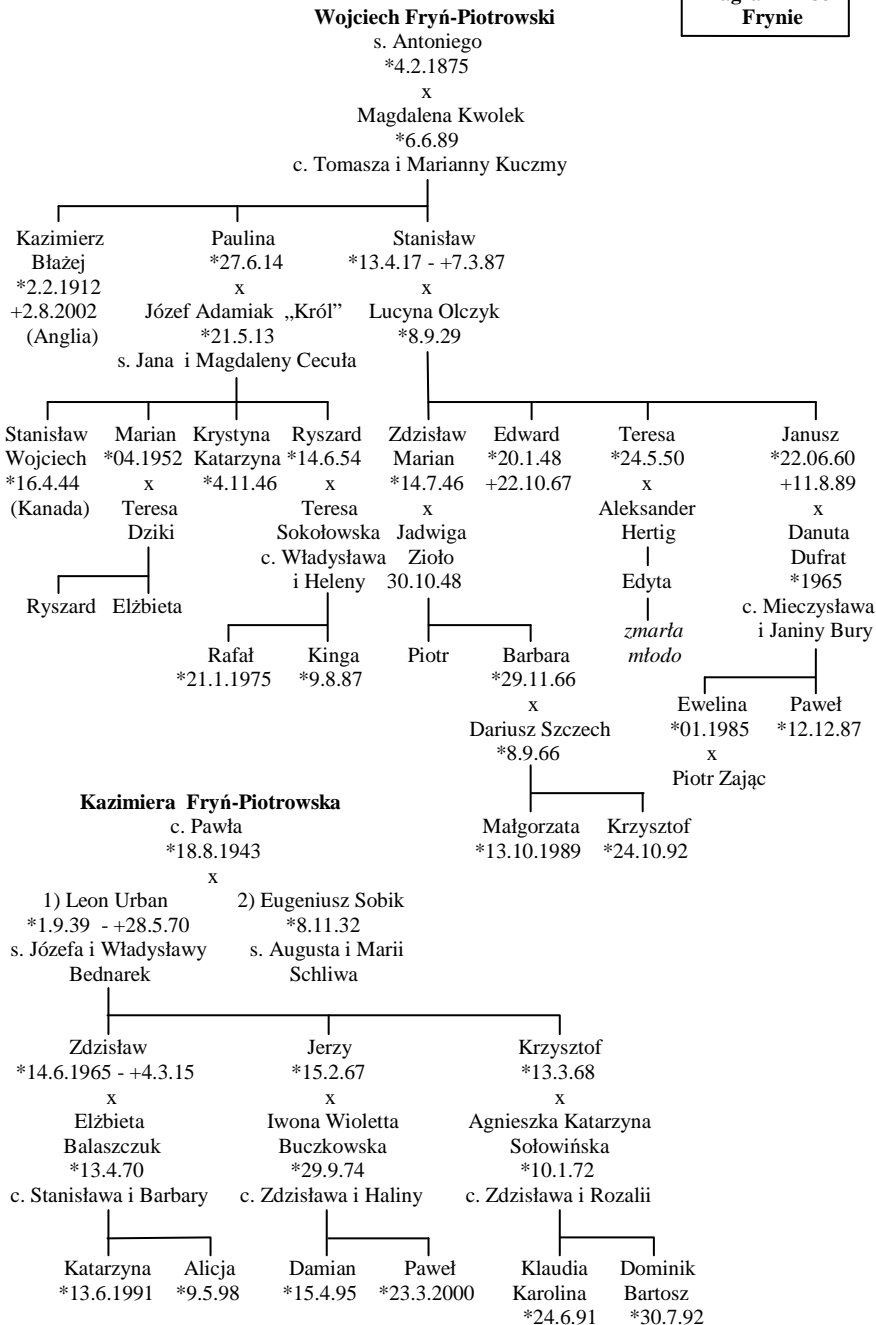 Frynie
Wojciech Fryń-Piotrowski
s. Antoniego
*4.2.1875
x
Magdalena Kwolek
*6.6.89
c. Tomasza i Marianny Kuczmy
Kazimierz
Błażej
*2.2.1912
+2.8.2002
(Anglia)
Paulina
*27.6.14
x
Józef Adamiak „Król”
*21.5.13
s. Jana i Magdaleny Cecuła
Stanisław
*13.4.17 - +7.3.87
x
Lucyna Olczyk
*8.9.29
Stanisław
Wojciech
*16.4.44
(Kanada)
Marian
*04.1952
x
Teresa
Dziki
Krystyna
Katarzyna
*4.11.46
Ryszard
*14.6.54
x
Teresa
Sokołowska
c. Władysława
i Heleny
Zdzisław
Marian
*14.7.46
x
Jadwiga
Zioło
30.10.48
Edward
*20.1.48
+22.10.67
Teresa
*24.5.50
x
Aleksander
Hertig
Edyta
zmarła
młodo
Janusz
*22.06.60
+11.8.89
x
Danuta
Dufrat
*1965
c. Mieczysława
i Janiny Bury
Ryszard
Elżbieta
Rafał
*21.1.1975
Kinga
*9.8.87
Piotr
Barbara
*29.11.66
x
Dariusz Szczech
*8.9.66
Ewelina
*01.1985
x
Piotr Zając
Paweł
*12.12.87
Małgorzata
*13.10.1989
Krzysztof
*24.10.92
Kazimiera Fryń-Piotrowska
c. Pawła
*18.8.1943
x
1) Leon Urban
*1.9.39 - +28.5.70
s. Józefa i Władysławy
Bednarek
2) Eugeniusz Sobik
*8.11.32
s. Augusta i Marii
Schliwa
Zdzisław
*14.6.1965 - +4.3.15
x
Elżbieta
Balaszczuk
*13.4.70
c. Stanisława i Barbary
Jerzy
*15.2.67
x
Iwona Wioletta
Buczkowska
*29.9.74
c. Zdzisława i Haliny
Krzysztof
*13.3.68
x
Agnieszka Katarzyna
Sołowińska
*10.1.72
c. Zdzisława i Rozalii
Katarzyna
*13.6.1991
Alicja
*9.5.98
Damian
*15.4.95
Paweł
*23.3.2000
Klaudia
Karolina
*24.6.91
Dominik
Bartosz
*30.7.92